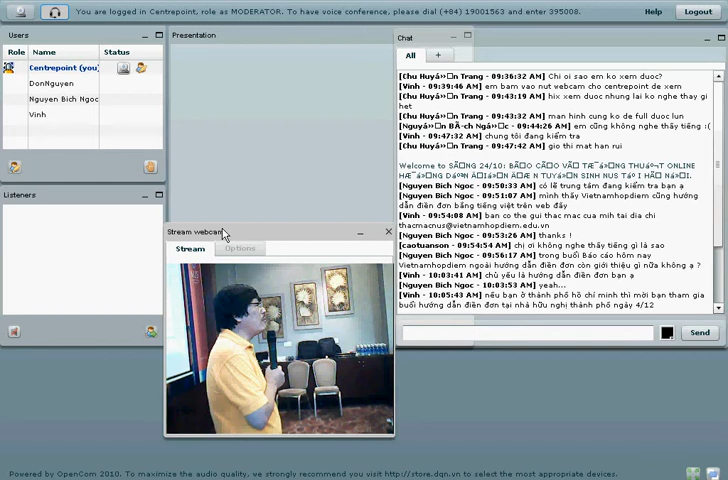 You are logged in Centrepoint, role as MODERATOR. To have voice conference, please dial (+84) 19001563 and enter 395008.
Help
Logout
Users
Role Name Status
Centrepoint (you)
DonNguyen
Nguyen Bich Ngoc
Vinh
Listeners
Presentation
Stream webcam
Stream
Options
Chat
All
+
Trang - 09:36:32 AM] Chi oi sao em ko xem duoc?
[Vinh - 09:39:46 AM] em bam vao nut webcam cho centrepoint de xem
Trang - 09:43:19 AM] hix xem duoc nhung lai ko nghe thay gi
het
Trang - 09:43:32 AM] man hinh cung ko de full duoc lun
- 09:44:26 AM] em cũng không nghe thấy tiếng :(
[Vinh - 09:47:32 AM] chung tôi đang kiểm tra
Trang - 09:47:42 AM] gio thi mat han rui
Welcome to 24/10: ONLINE
SINH NUS
[Nguyen Bich Ngoc - 09:50:33 AM] có lẽ trung tâm đang kiểm tra bạn ạ
[Nguyen Bich Ngoc - 09:51:07 AM] mình thấy Vietnamhopdiem cũng hướng
dẫn điền đơn bằng tiếng việt trên web đấy
[Vinh - 09:54:08 AM] ban co the gui thac mac cua mih tai dia chi
thacmacnus@vietnamhopdiem.edu.vn
[Nguyen Bich Ngoc - 09:53:26 AM] thanks !
[caotuanson - 09:54:54 AM] chị ơi không nghe thấy tiếng gì là sao
[Nguyen Bich Ngoc - 09:56:17 AM] trong buổi Báo cáo hôm nay
Vietnamhopdiem ngoài hướng dẫn điền đơn còn giới thiệu gì nữa không ạ ?
[Vinh - 10:03:41 AM] chủ yếu là hướng dẫn điền đơn bạn ạ
[Nguyen Bich Ngoc - 10:03:53 AM] yeah...
[Vinh - 10:05:43 AM] nếu bạn ở thành phố hồ chí minh thì mời bạn tham gia
buổi hướng dẫn điền đơn tại nhà hữu nghị thành phố ngày 4/12
Send
Powered by OpenCom 2010. To maximize the audio quality, we strongly recommend you visit http://store.dqn.vn to select the most appropriate devices.